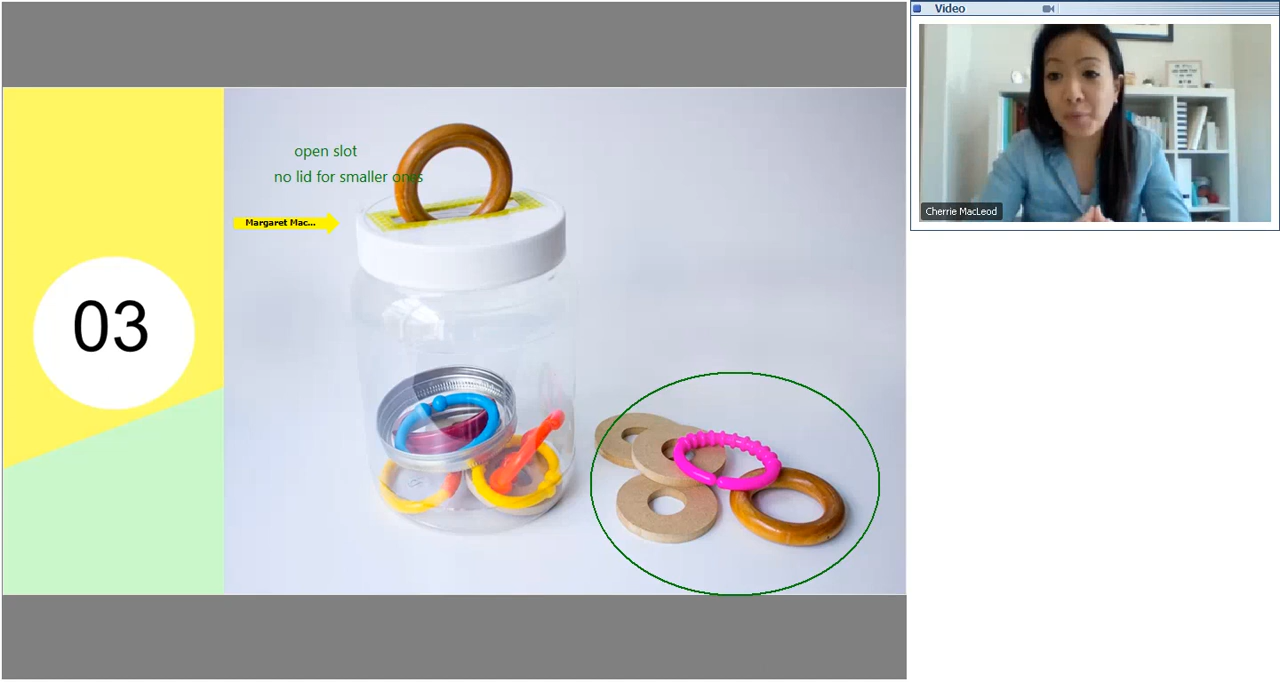 Video
open slot
no lid for smaller ones
Margaret Mac...
03
Cherrie MacLeod